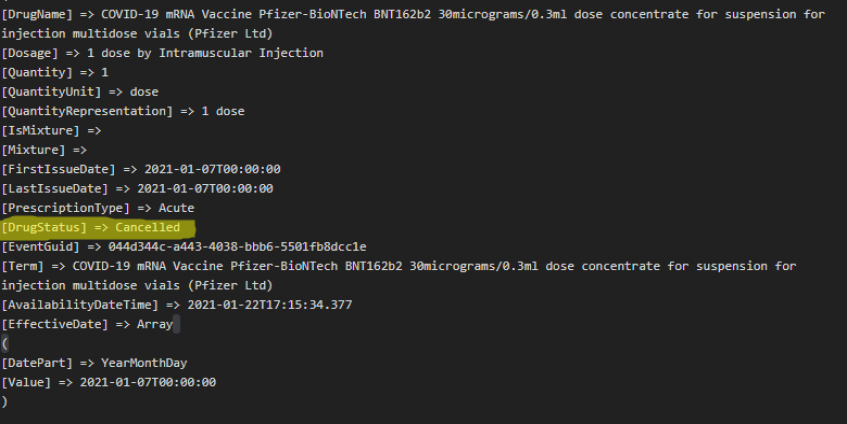 [DrugName] => COVID-19 mRNA Vaccine Pfizer-BioNTech BNT162b2 30micrograms/0.3ml dose concentrate for suspension for
injection multidose vials (Pfizer Ltd)
[Dosage] => 1 dose by Intramuscular Injection
[Quantity] => 1
[QuantityUnit] => dose
[QuantityRepresentation] => 1 dose
[IsMixture] =>
[Mixture] =>
[FirstIssueDate] => 2021-01-07T00:00:00
[LastIssueDate] => 2021-01-07T00:00:00
[PrescriptionType] => Acute
[DrugStatus] => Cancelled
[EventGuid] => 044d344c-a443-4038-bbb6-5501fb8dcc1e
[Term] => COVID-19 mRNA Vaccine Pfizer-BioNTech BNT162b2 30micrograms/0.3ml dose concentrate for suspension for
injection multidose vials (Pfizer Ltd)
[AvailabilityDateTime] => 2021-01-22T17:15:34.377
[EffectiveDate] => Array
(
[DatePart] => YearMonthDay
[Value] => 2021-01-07T00:00:00
)